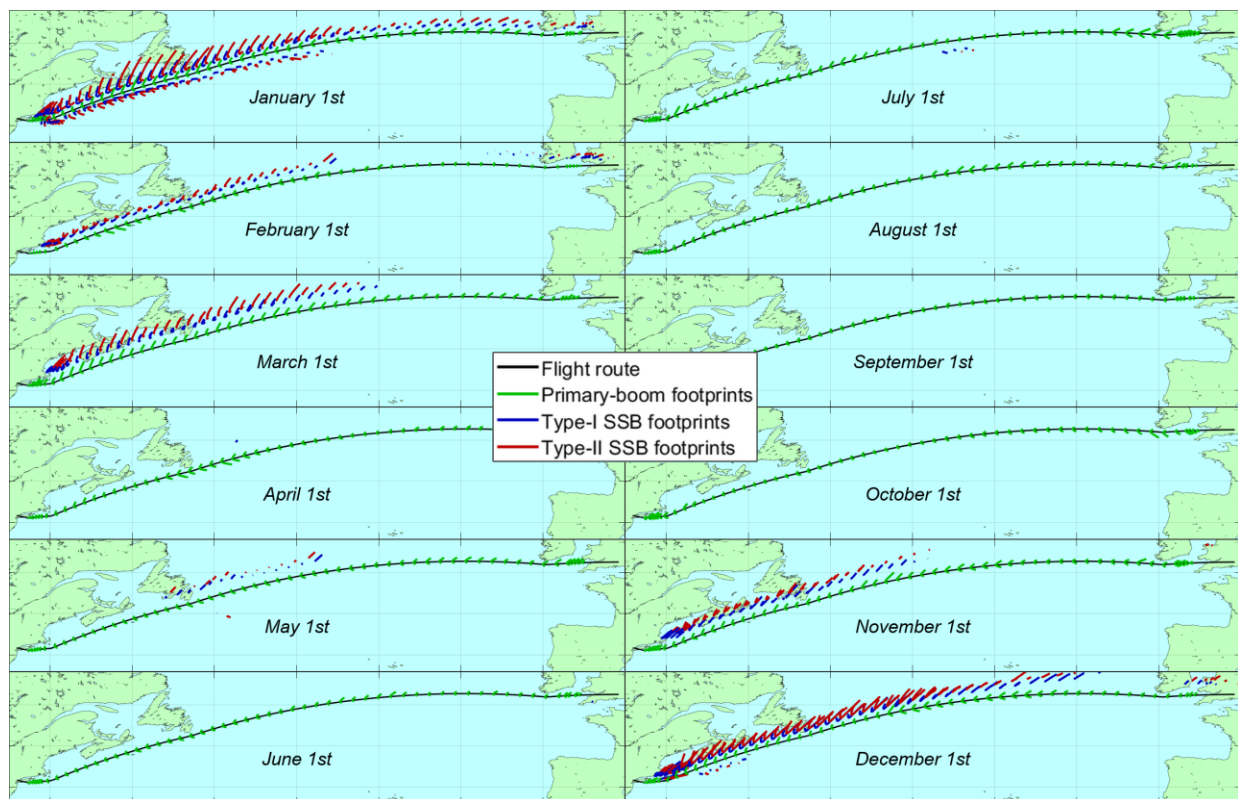 January 1st
July 1st
February 1st
August 1st
March 1st
September 1st
Flight route
Primary-boom footprints
Type-I SSB footprints
Type-II SSB footprints
April 1st
October 1st
May 1st
November 1st
June 1st
December 1st